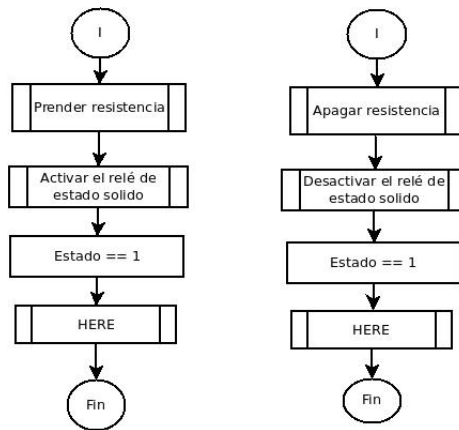 I
Prender resistencia
Activar el relé de
estado solido
Estado == 1
HERE
Fin
I
Apagar resistencia
Desactivar el relé de
estado solido
Estado == 1
HERE
Fin